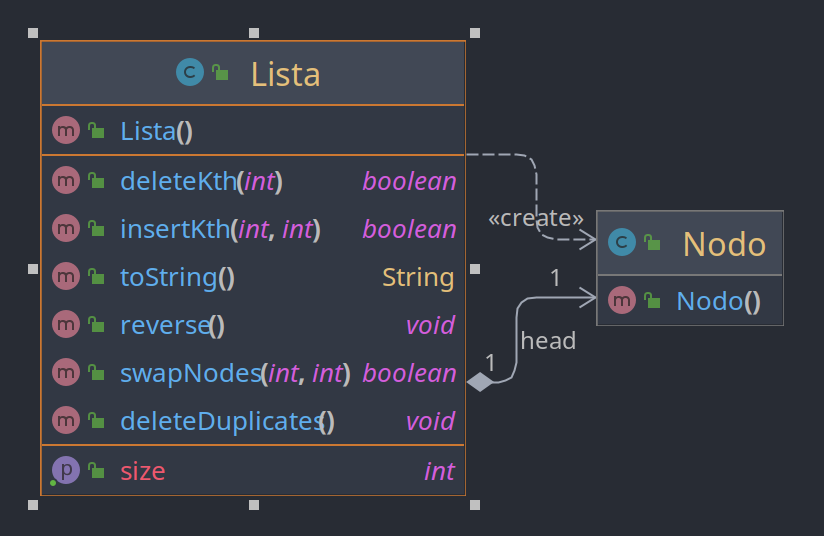 C Lista
m Lista()
m deleteKth(int) boolean
m insertKth(int, int) boolean
m toString() String
m reverse() void
m swapNodes(int, int) boolean
m deleteDuplicates() void
p size int
«create»
1
head
1
C Nodo
m Nodo()